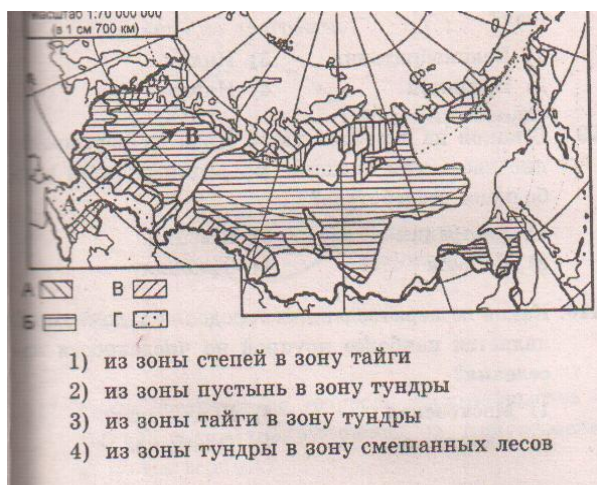 масштаб 1:70 000 000
(в 1 см 700 км)
В
А
А В
Б Г
1) из зоны степей в зону тайги
2) из зоны пустынь в зону тундры
3) из зоны тайги в зону тундры
4) из зоны тундры в зону смешанных лесов